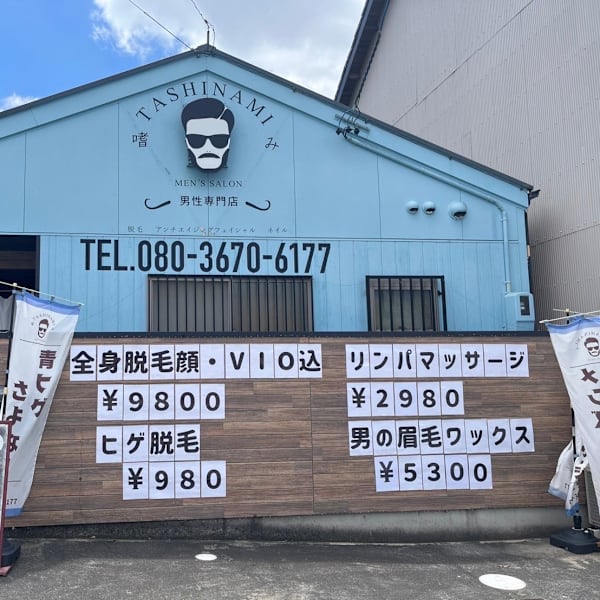 TASHINAMI
嗜み
MEN'S SALON
男性専門店
脱毛 アンチエイジングフェイシャル ネイル
TEL.080-3670-6177
全身脱毛顔・VIO込
¥9800
ヒゲ脱毛
¥980
リンパマッサージ
¥2980
男の眉毛ワックス
¥5300
青ヒゲ
さよな